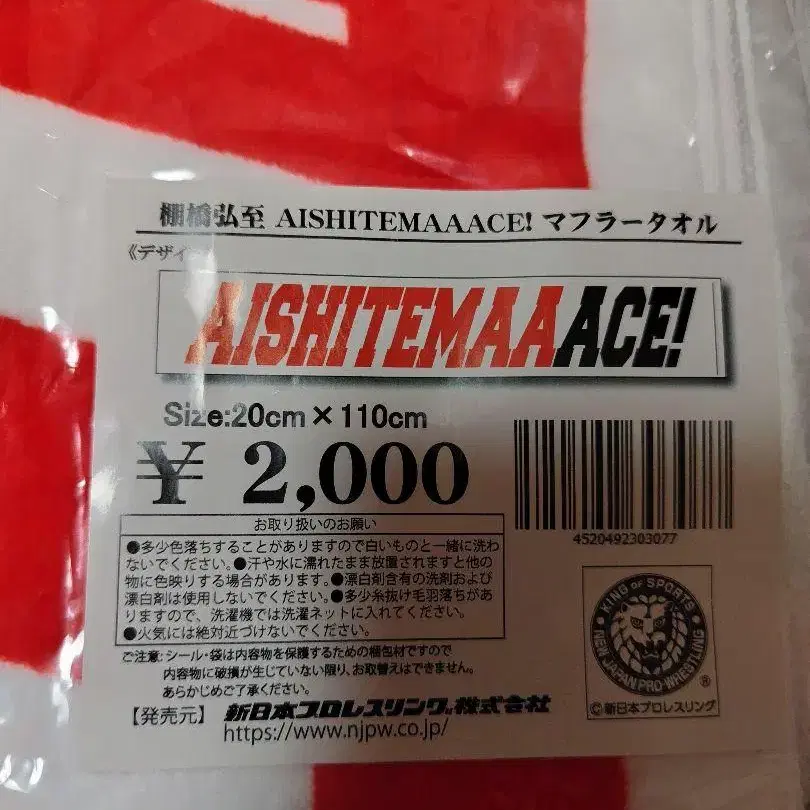 棚橋弘至 AISHITEMAAACE! マフラータオル
《デザイ
AISHITEMAAACE!
Size:20cm×110cm
¥ 2,000
お取り扱いのお願い
●多少色落ちすることがありますので白いものと一緒に洗わ
ないでください。●汗や水に濡れたまま放置されますと他の
物に色映りする場合があります。●漂白剤含有の洗剤および
漂白剤は使用しないでください。●多少糸抜け毛羽落ちがあ
りますので、洗濯機では洗濯ネットに入れてください。
●火気には絶対近づけないでください。
4520492303077
KING OF SPORTS
NEW JAPAN PRO-WRESTLING
®
©新日本プロレスリング
ご注意:シール・袋は内容物を保護するための梱包材ですので
内容物に破損が生じていない限り、お取替えはできません。
あらかじめご了承ください。
【発売元】 新日本プロレスリング株式会社
https://www.njpw.co.jp/